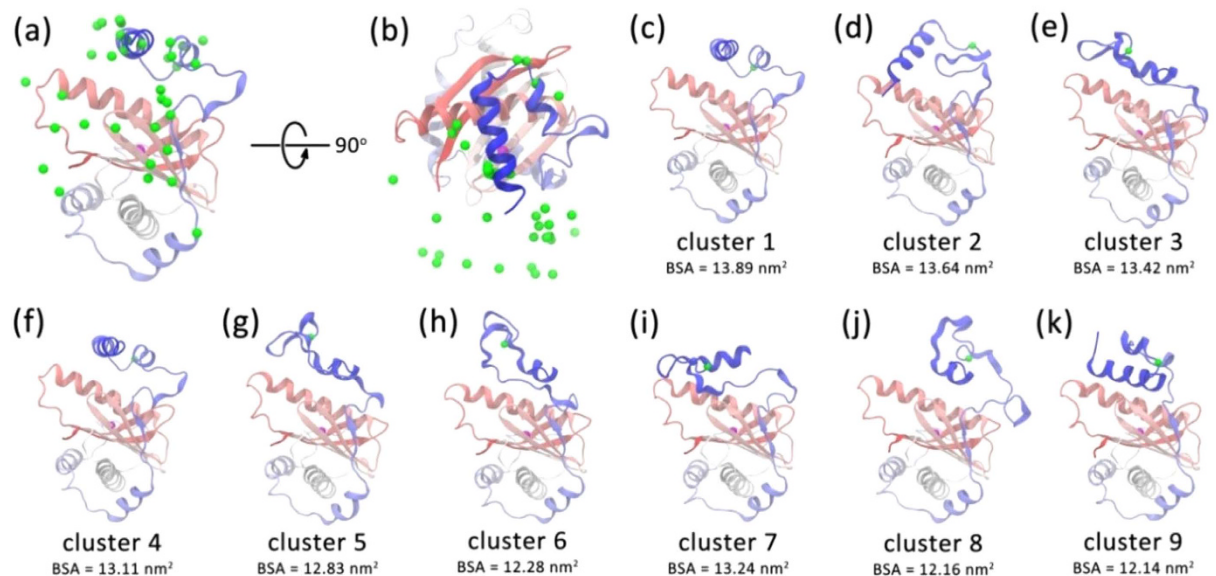 (a)
(b)
90°
(c)
cluster 1
BSA = 13.89 nm²
(d)
cluster 2
BSA = 13.64 nm²
(e)
cluster 3
BSA = 13.42 nm²
(f)
cluster 4
BSA = 13.11 nm²
(g)
cluster 5
BSA = 12.83 nm²
(h)
cluster 6
BSA = 12.28 nm²
(i)
cluster 7
BSA = 13.24 nm²
(j)
cluster 8
BSA = 12.16 nm²
(k)
cluster 9
BSA = 12.14 nm²